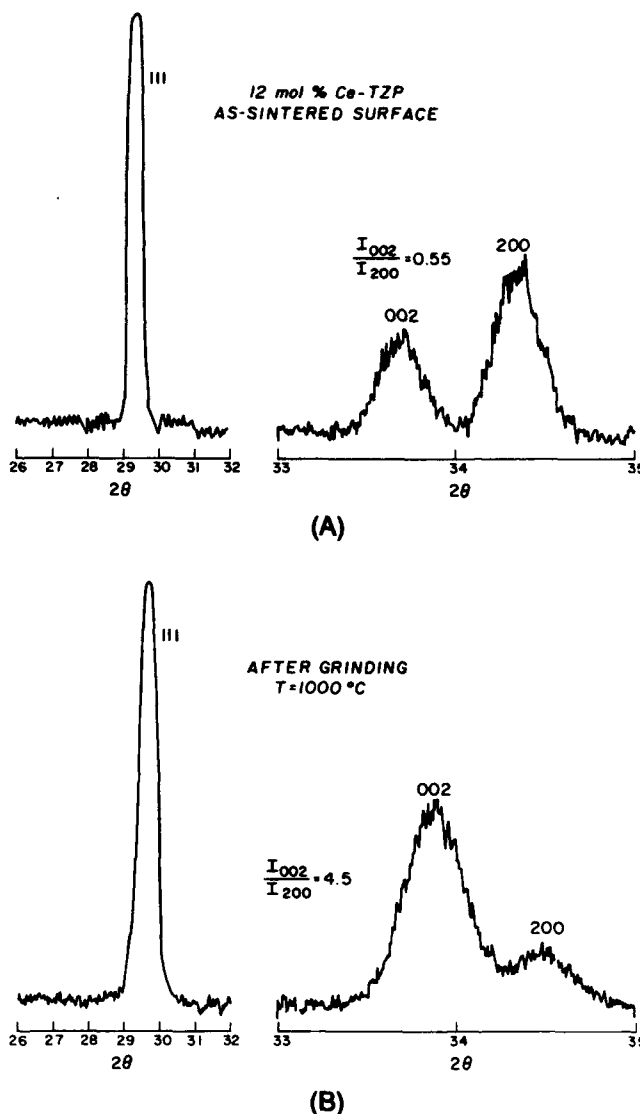 111
12 mol % Ce-TZP
AS-SINTERED SURFACE
I002
I200
=0.55
002
200
26 27 28 29 30 31 32
2θ
33 34 35
2θ
(A)
111
AFTER GRINDING
T=1000 °C
002
I002
I200
=4.5
200
26 27 28 29 30 31 32
2θ
33 34 35
2θ
(B)